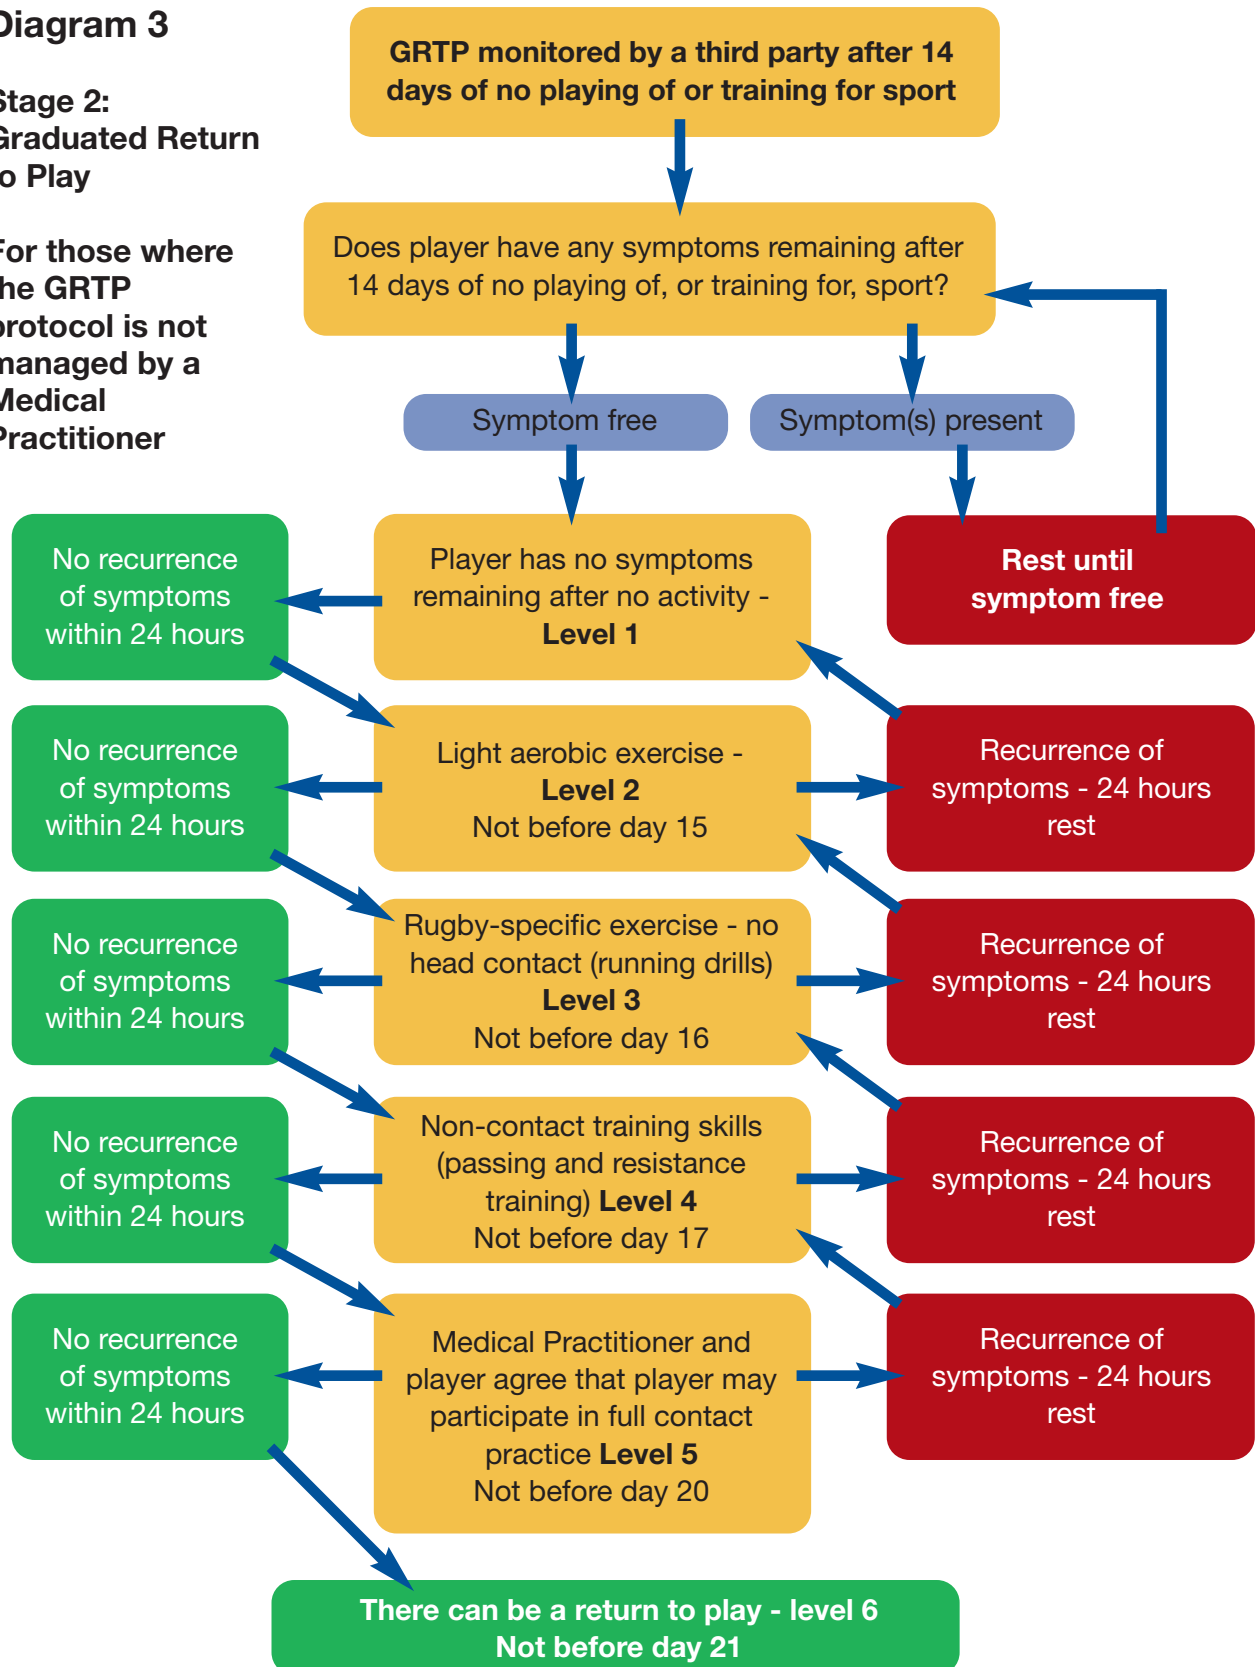 Diagram 3
Stage 2:
Graduated Return
to Play
For those where
the GRTP
protocol is not
managed by a
Medical
Practitioner
GRTP monitored by a third party after 14
days of no playing of or training for sport
Does player have any symptoms remaining after
14 days of no playing of, or training for, sport?
Symptom free
Symptom(s) present
No recurrence
of symptoms
within 24 hours
Player has no symptoms
remaining after no activity -
Level 1
Rest until
symptom free
No recurrence
of symptoms
within 24 hours
Light aerobic exercise -
Level 2
Not before day 15
Recurrence of
symptoms - 24 hours
rest
No recurrence
of symptoms
within 24 hours
Rugby-specific exercise - no
head contact (running drills)
Level 3
Not before day 16
Recurrence of
symptoms - 24 hours
rest
No recurrence
of symptoms
within 24 hours
Non-contact training skills
(passing and resistance
training) Level 4
Not before day 17
Recurrence of
symptoms - 24 hours
rest
No recurrence
of symptoms
within 24 hours
Medical Practitioner and
player agree that player may
participate in full contact
practice Level 5
Not before day 20
Recurrence of
symptoms - 24 hours
rest
There can be a return to play - level 6
Not before day 21